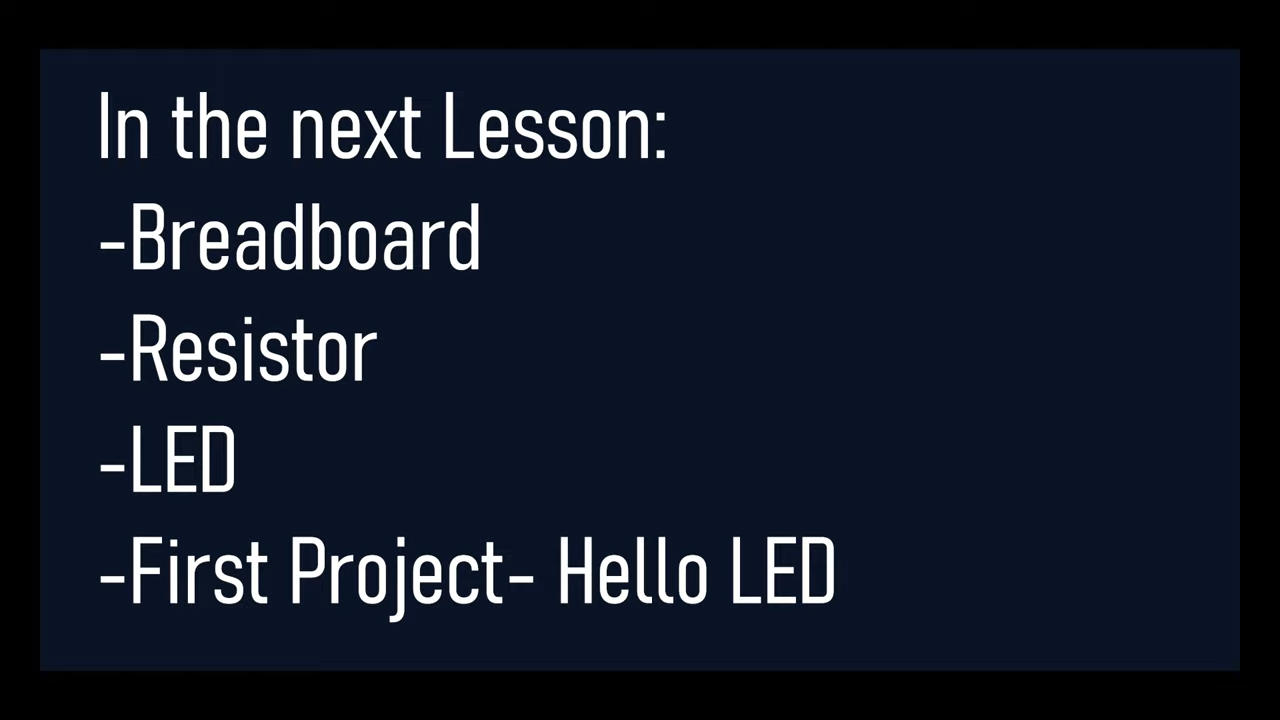 In the next Lesson:
-Breadboard
-Resistor
-LED
-First Project- Hello LED